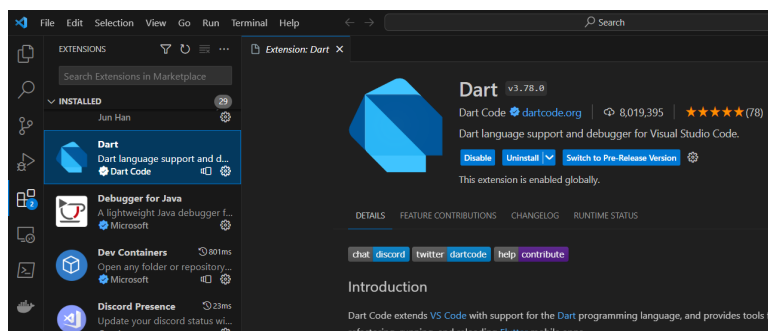 File Edit Selection View Go Run Terminal Help
Search
EXTENSIONS
Search Extensions in Marketplace
INSTALLED 29
Jun Han
Dart
Dart language support and d...
Dart Code
Debugger for Java
A lightweight Java debugger f...
Microsoft
Dev Containers 801ms
Open any folder or repository...
Microsoft
Discord Presence 23ms
Update your discord status wi...
2
Extension: Dart
Dart v3.78.0
Dart Code dartcode.org 8,019,395 (78)
Dart language support and debugger for Visual Studio Code.
Disable Uninstall Switch to Pre-Release Version
This extension is enabled globally.
DETAILS FEATURE CONTRIBUTIONS CHANGELOG RUNTIME STATUS
chat discord twitter dartcode help contribute
Introduction
Dart Code extends VS Code with support for the Dart programming language, and provides tools